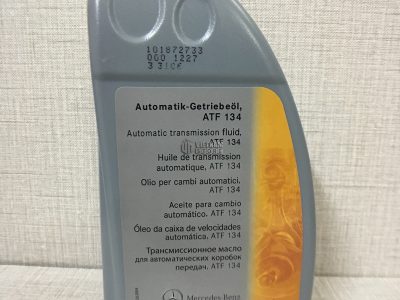 101872733
000 1227
Automatik-Getriebeöl,
ATF 134
Automatic transmission fluid,
ATF 134
Huile de transmission
automatique, ATF 134
Olio per cambi automatici,
ATF 134
Aceite para cambio
automático. ATF 134
Óleo da caixa de velocidades
automática. ATF 134
Трансмиссионное масло
для автоматических коробок
передач. ATF 134
Mercedes-Benz